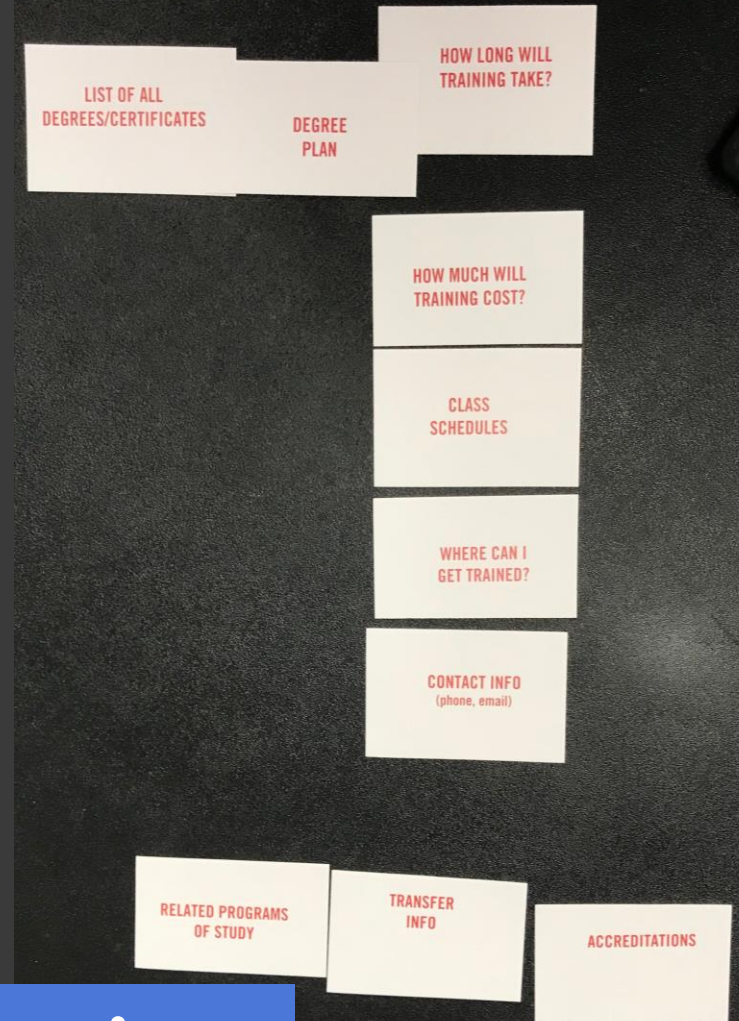 HOW LONG WILL
TRAINING TAKE?
LIST OF ALL
DEGREES/CERTIFICATES
DEGREE
PLAN
HOW MUCH WILL
TRAINING COST?
CLASS
SCHEDULES
WHERE CAN I
GET TRAINED?
CONTACT INFO
(phone, email)
RELATED PROGRAMS
OF STUDY
TRANSFER
INFO
ACCREDITATIONS